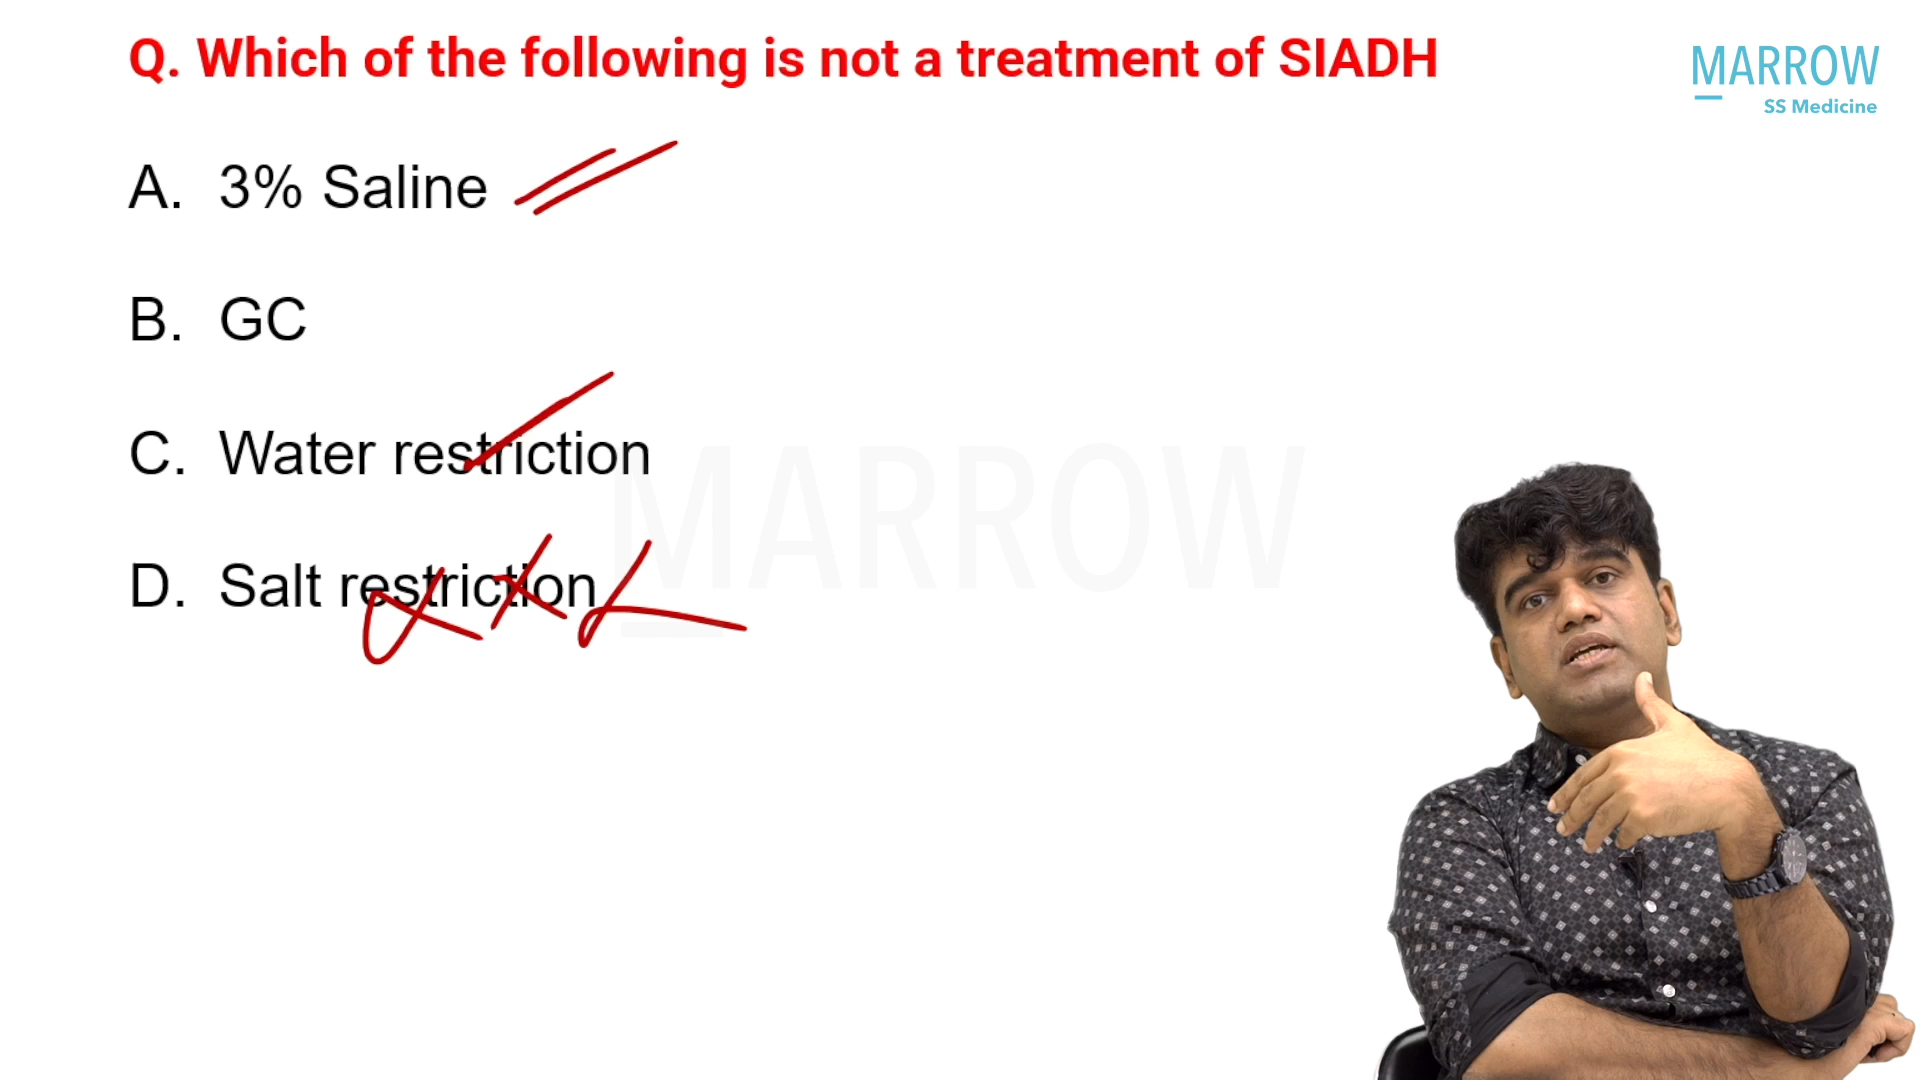 Q. Which of the following is not a treatment of SIADH
MARROW
SS Medicine
A. 3% Saline
B. GC
C. Water restriction
MARROW
D. Salt restriction